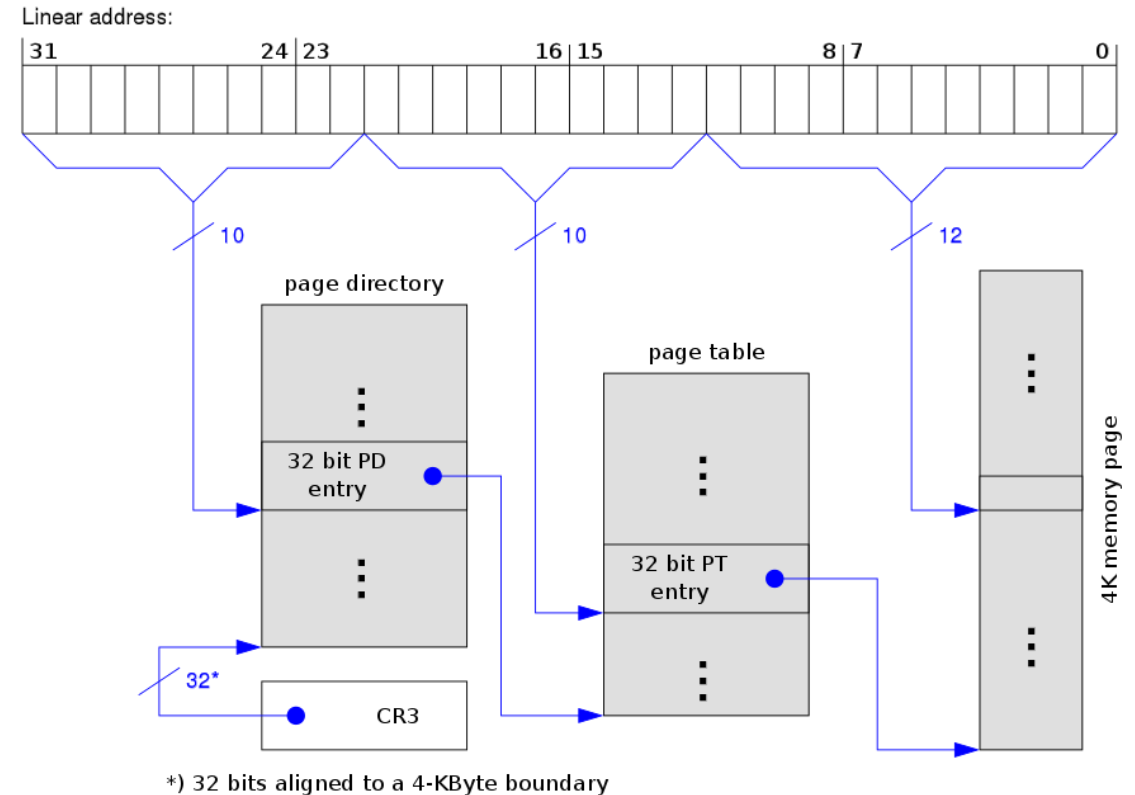 Linear address:
31 24 23 16 15 8 7 0
10 10 12
page directory
page table
32 bit PD
entry
32 bit PT
entry
4K memory page
32*
CR3
*) 32 bits aligned to a 4-KByte boundary